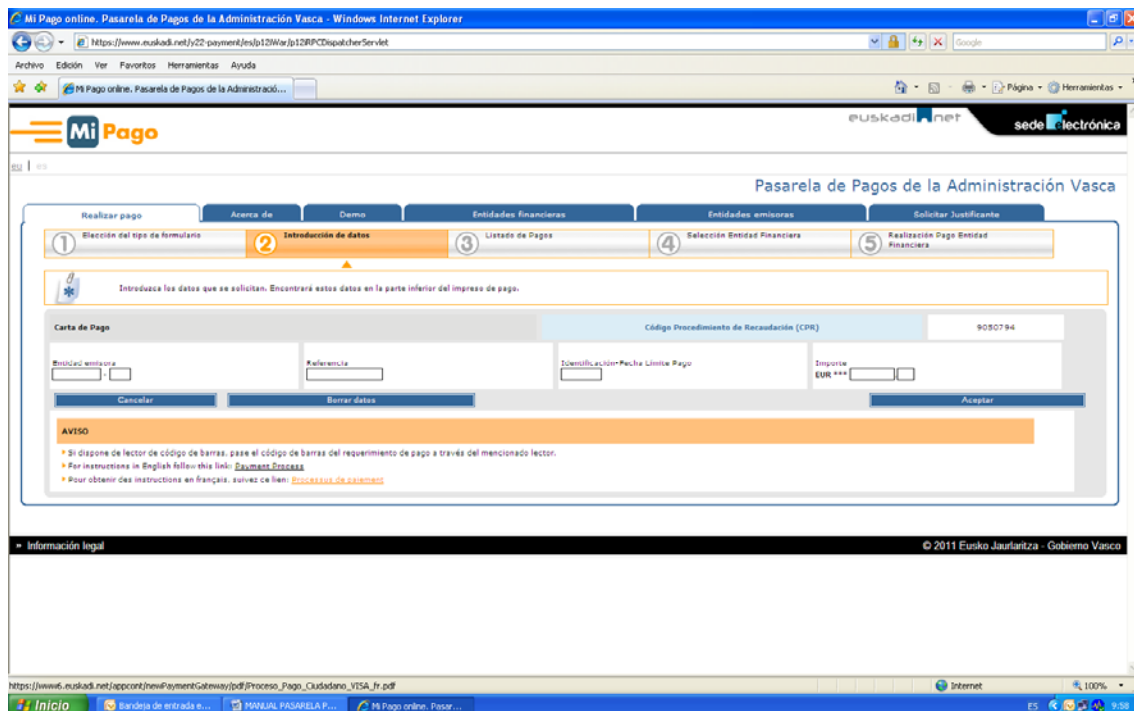 Mi Pago online. Pasarela de Pagos de la Administración Vasca - Windows Internet Explorer
https://www.euskadi.net/y22-payment/es/p12iWar/p12iRPCDispatcherServlet
Google
Archivo Edición Ver Favoritos Herramientas Ayuda
Mi Pago online. Pasarela de Pagos de la Administració...
Página Herramientas
Mi Pago
euskadi net
sede electrónica
eu | es
Pasarela de Pagos de la Administración Vasca
Realizar pago Acerca de Demo Entidades financieras Entidades emisoras Solicitar Justificante
1 Elección del tipo de formulario 2 Introducción de datos 3 Listado de Pagos 4 Selección Entidad Financiera 5 Realización Pago Entidad
Financiera
Introduzca los datos que se solicitan. Encontrará estos datos en la parte inferior del impreso de pago.
Carta de Pago Código Procedimiento de Recaudación (CPR) 9050794
Entidad emisora Referencia Identificación-Fecha Límite Pago Importe
- EUR ***
Cancelar Borrar datos Aceptar
AVISO
Si dispone de lector de código de barras, pase el código de barras del requerimiento de pago a través del mencionado lector.
For instructions in English follow this link: Payment Process
Pour obtenir des instructions en français, suivez ce lien: Processus de paiement
» Información legal © 2011 Eusko Jaurlaritza - Gobierno Vasco
https://www6.euskadi.net/appcont/newPaymentGateway/pdf/Proceso_Pago_Ciudadano_VISA_fr.pdf
Internet 100%
Inicio Bandeja de entrada e... MANUAL PASARELA P... Mi Pago online. Pasar... ES 9:58